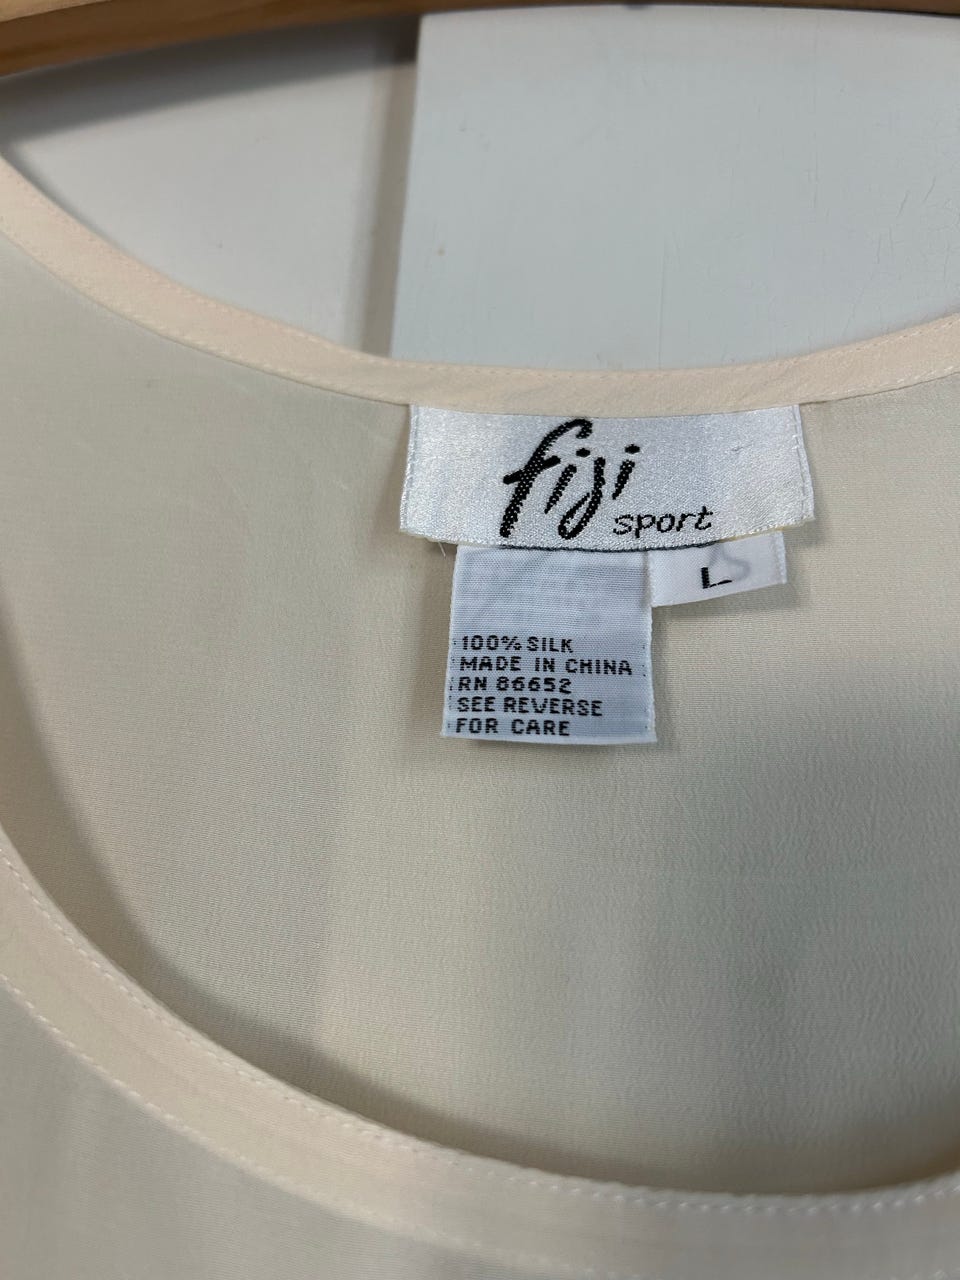 fiji
sport
L
100% SILK
MADE IN CHINA
RN 86652
SEE REVERSE
FOR CARE